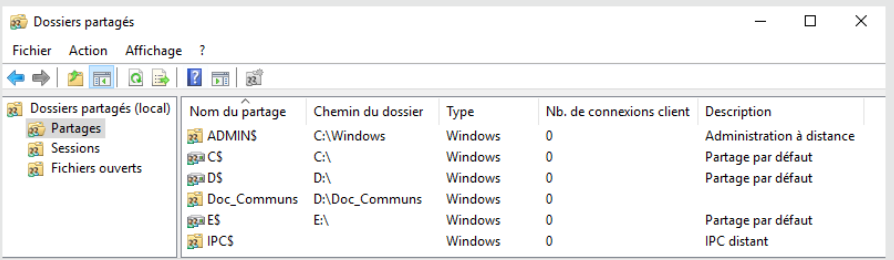 Dossiers partagés
Fichier Action Affichage ?
Dossiers partagés (local)
Partages
Sessions
Fichiers ouverts
Nom du partage Chemin du dossier Type Nb. de connexions client Description
ADMIN$ C:\Windows Windows 0 Administration à distance
C$ C:\ Windows 0 Partage par défaut
D$ D:\ Windows 0 Partage par défaut
Doc_Communs D:\Doc_Communs Windows 0
E$ E:\ Windows 0 Partage par défaut
IPC$ Windows 0 IPC distant